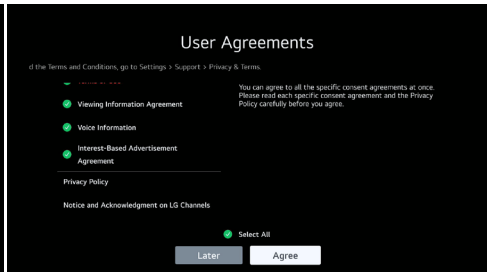 User Agreements
d the Terms and Conditions, go to Settings > Support > Privacy & Terms.
You can agree to all the specific consent agreements at once.
Please read each specific consent agreement and the Privacy
Policy carefully before you agree.
Viewing Information Agreement
Voice Information
Interest-Based Advertisement
Agreement
Privacy Policy
Notice and Acknowledgment on LG Channels
Select All
Later
Agree